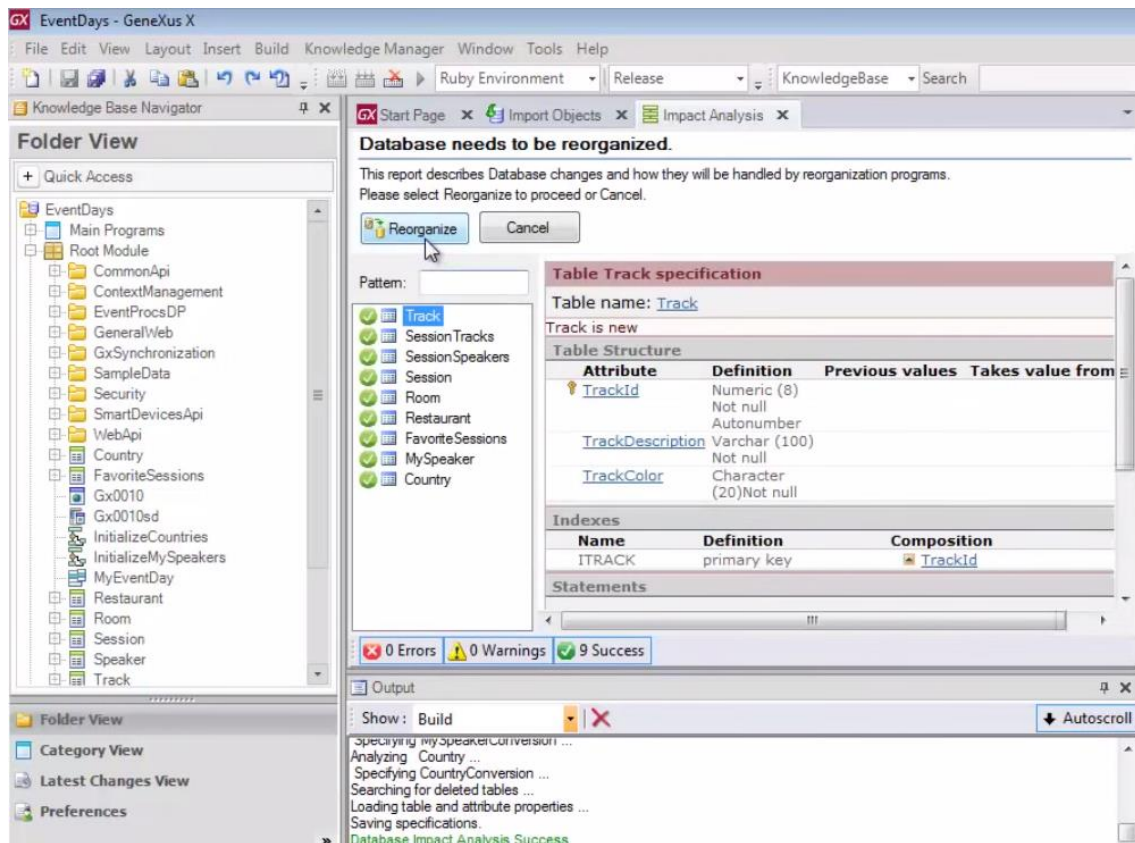 EventDays - GeneXus X
File Edit View Layout Insert Build Knowledge Manager Window Tools Help
Ruby Environment Release KnowledgeBase Search
Knowledge Base Navigator
Folder View
+ Quick Access
EventDays
Main Programs
Root Module
CommonApi
ContextManagement
EventProcsDP
GeneralWeb
GxSynchronization
SampleData
Security
SmartDevicesApi
WebApi
Country
FavoriteSessions
Gx0010
Gx0010sd
InitializeCountries
InitializeMySpeakers
MyEventDay
Restaurant
Room
Session
Speaker
Track
Folder View
Category View
Latest Changes View
Preferences
»
Start Page Import Objects Impact Analysis
Database needs to be reorganized.
This report describes Database changes and how they will be handled by reorganization programs.
Please select Reorganize to proceed or Cancel.
Reorganize Cancel
Pattern:
Track
SessionTracks
SessionSpeakers
Session
Room
Restaurant
FavoriteSessions
MySpeaker
Country
Table Track specification
Table name: Track
Track is new
Table Structure
Attribute Definition Previous values Takes value from
TrackId Numeric (8)
Not null
Autonumber
TrackDescription Varchar (100)
Not null
TrackColor Character
(20)Not null
Indexes
Name Definition Composition
ITRACK primary key TrackId
Statements
0 Errors 0 Warnings 9 Success
Output
Show: Build Autoscroll
Specifying MySpeakerConversion ...
Analyzing Country ...
Specifying CountryConversion ...
Searching for deleted tables ...
Loading table and attribute properties ...
Saving specifications.
Database Impact Analysis Success